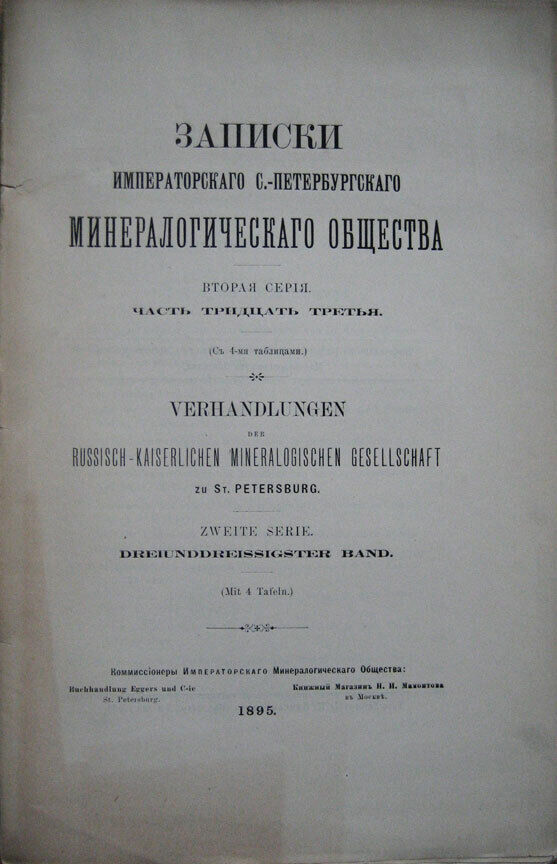 ЗАПИСКИ
ИМПЕРАТОРСКАГО С.-ПЕТЕРБУРГСКАГО
МИНЕРАЛОГИЧЕСКАГО ОБЩЕСТВА
ВТОРАЯ СЕРІЯ.
ЧАСТЬ ТРИДЦАТЬ ТРЕТЬЯ.
(Съ 4-мя таблицами.)
VERHANDLUNGEN
DER
RUSSISCH-KAISERLICHEN MINERALOGISCHEN GESELLSCHAFT
ZU ST. PETERSBURG.
ZWEITE SERIE.
DREIUNDDREISSIGSTER BAND.
(Mit 4 Tafeln.)
Коммиссіонеры ИМПЕРАТОРСКАГО Минералогическаго Общества:
Buchhandlung Eggers und C-ie
St. Petersburg.
Книжный Магазинъ Н. И. Мамонтова
въ Москвѣ.
1895.